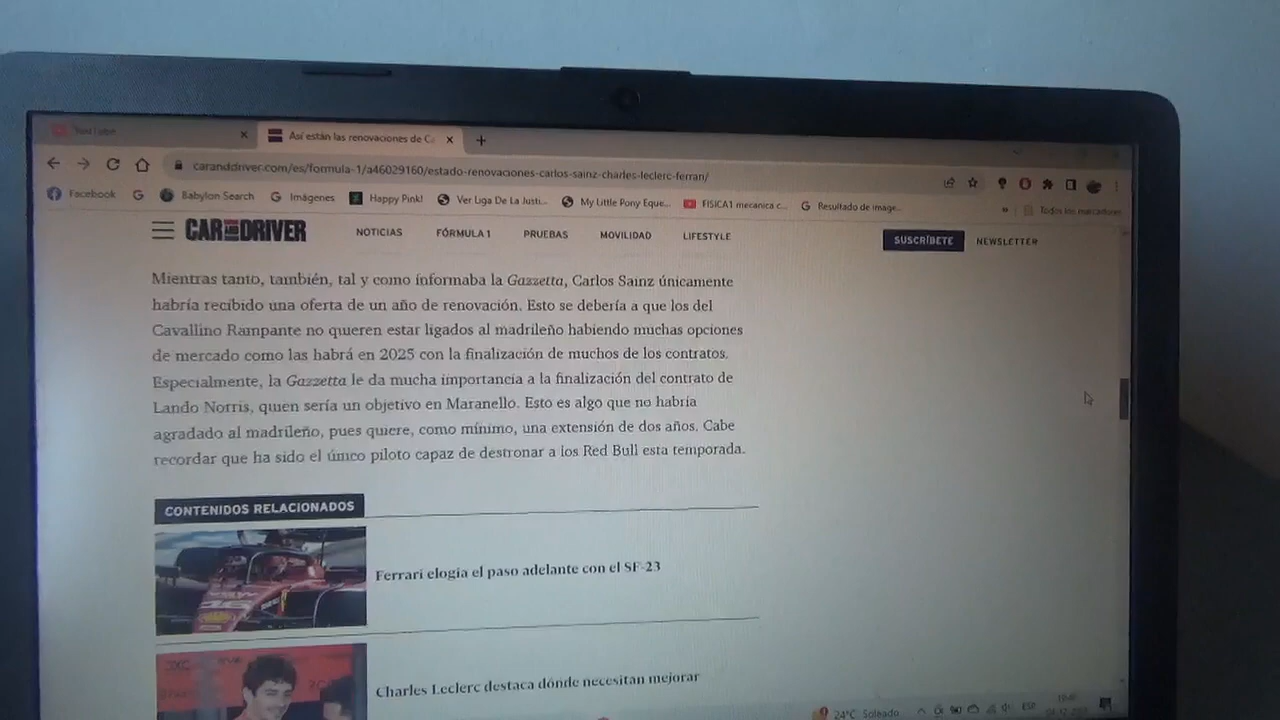 Así están las renovaciones de C
caranddriver.com/es/formula-1/a46029160/estado-renovaciones-carlos-sainz-charles-leclerc-ferrari/
Facebook
Babylon Search
Imágenes
Happy Pink!
Ver Liga De La Justi...
My Little Pony Eque...
FISICA1 mecanica c...
Resultado de image...
»
Todos los marcadores
CAR AND DRIVER
NOTICIAS
FÓRMULA 1
PRUEBAS
MOVILIDAD
LIFESTYLE
SUSCRÍBETE
NEWSLETTER
Mientras tanto, también, tal y como informaba la Gazzetta, Carlos Sainz únicamente
habría recibido una oferta de un año de renovación. Esto se debería a que los del
Cavallino Rampante no quieren estar ligados al madrileño habiendo muchas opciones
de mercado como las habrá en 2025 con la finalización de muchos de los contratos.
Especialmente, la Gazzetta le da mucha importancia a la finalización del contrato de
Lando Norris, quien sería un objetivo en Maranello. Esto es algo que no habría
agradado al madrileño, pues quiere, como mínimo, una extensión de dos años. Cabe
recordar que ha sido el único piloto capaz de destronar a los Red Bull esta temporada.
CONTENIDOS RELACIONADOS
Ferrari elogia el paso adelante con el SF-23
Charles Leclerc destaca dónde necesitan mejorar
24°C Soleado
ESP